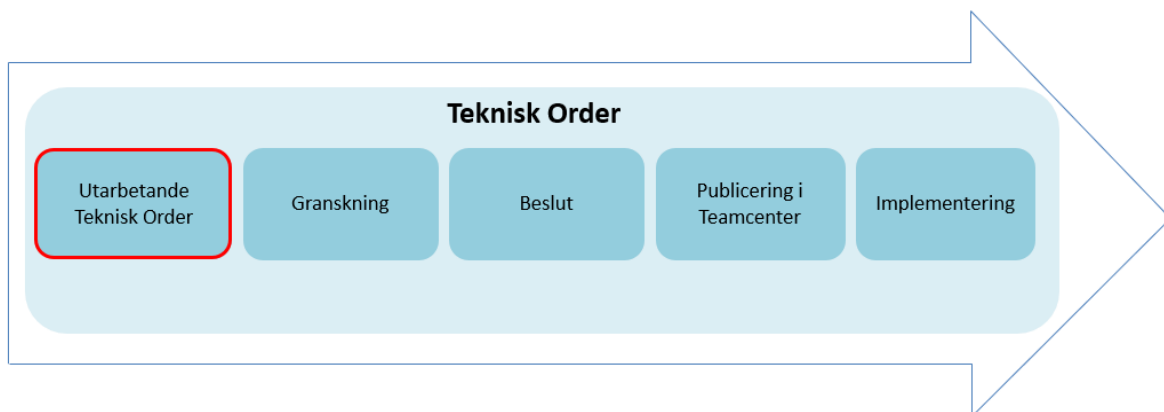 Teknisk Order
Utarbetande
Teknisk Order
Granskning
Beslut
Publicering i
Teamcenter
Implementering